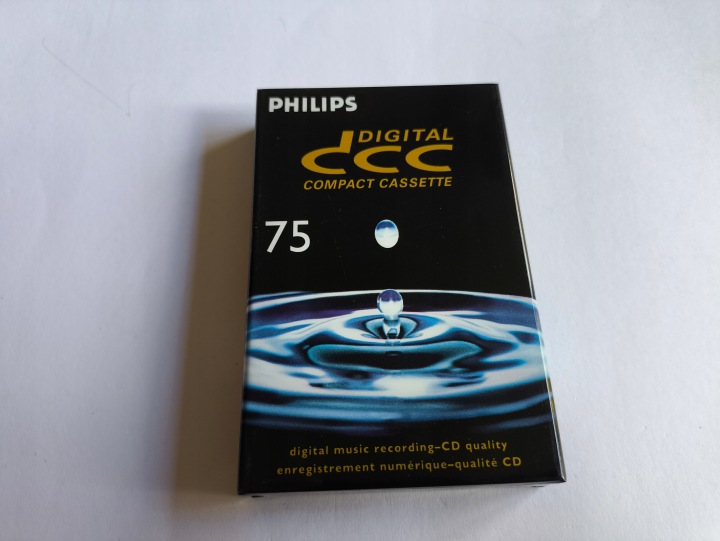 PHILIPS
DIGITAL
dcc
COMPACT CASSETTE
75
digital music recording–CD quality
enregistrement numérique–qualité CD